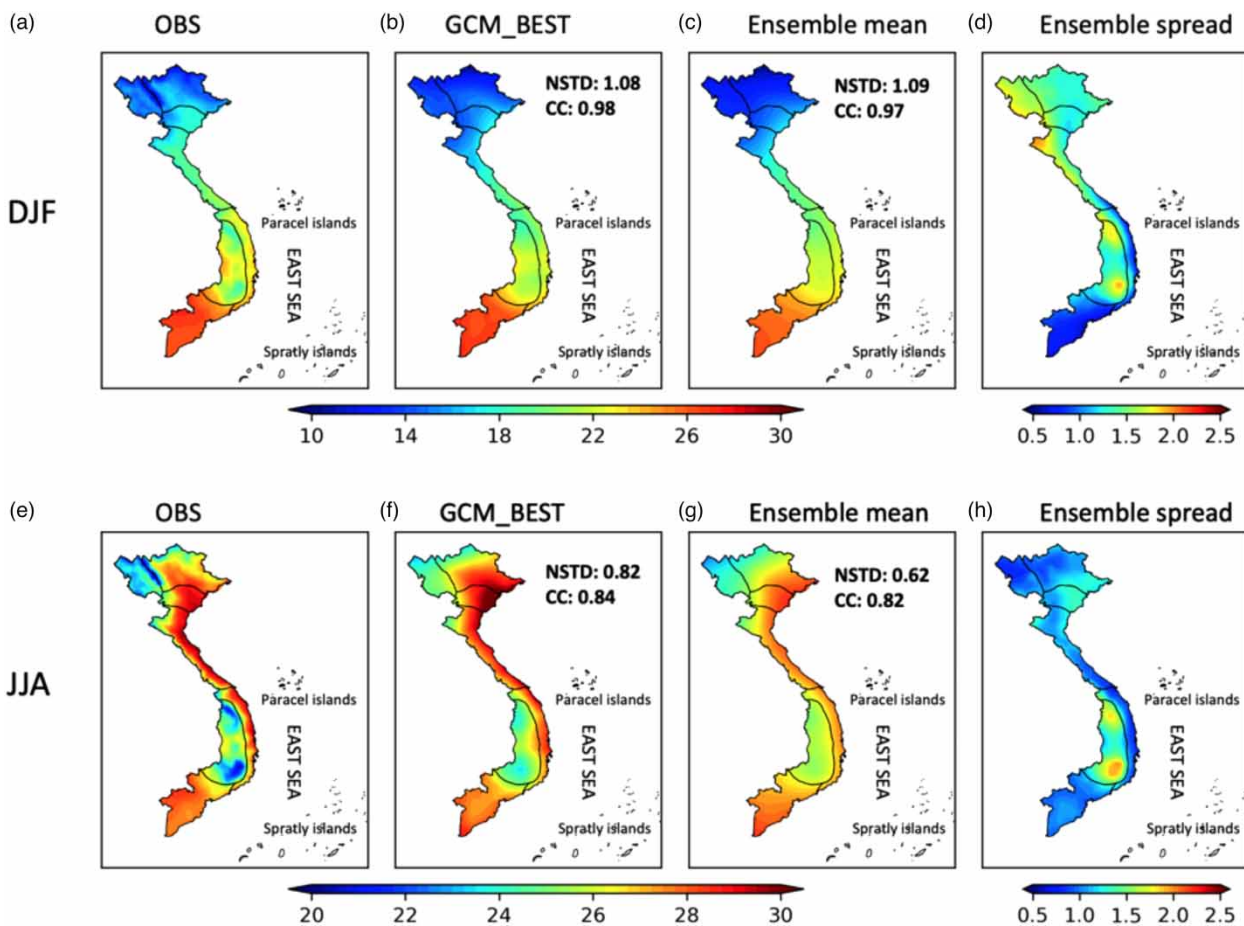 (a) OBS (b) GCM_BEST (c) Ensemble mean (d) Ensemble spread
NSTD: 1.08
CC: 0.98
NSTD: 1.09
CC: 0.97
DJF
Paracel islands
EAST SEA
Spratly islands
Paracel islands
EAST SEA
Spratly islands
Paracel islands
EAST SEA
Spratly islands
Paracel islands
EAST SEA
Spratly islands
10 14 18 22 26 30
0.5 1.0 1.5 2.0 2.5
(e) OBS (f) GCM_BEST (g) Ensemble mean (h) Ensemble spread
NSTD: 0.82
CC: 0.84
NSTD: 0.62
CC: 0.82
JJA
Paracel islands
EAST SEA
Spratly islands
Paracel islands
EAST SEA
Spratly islands
Paracel islands
EAST SEA
Spratly islands
Paracel islands
EAST SEA
Spratly islands
20 22 24 26 28 30
0.5 1.0 1.5 2.0 2.5